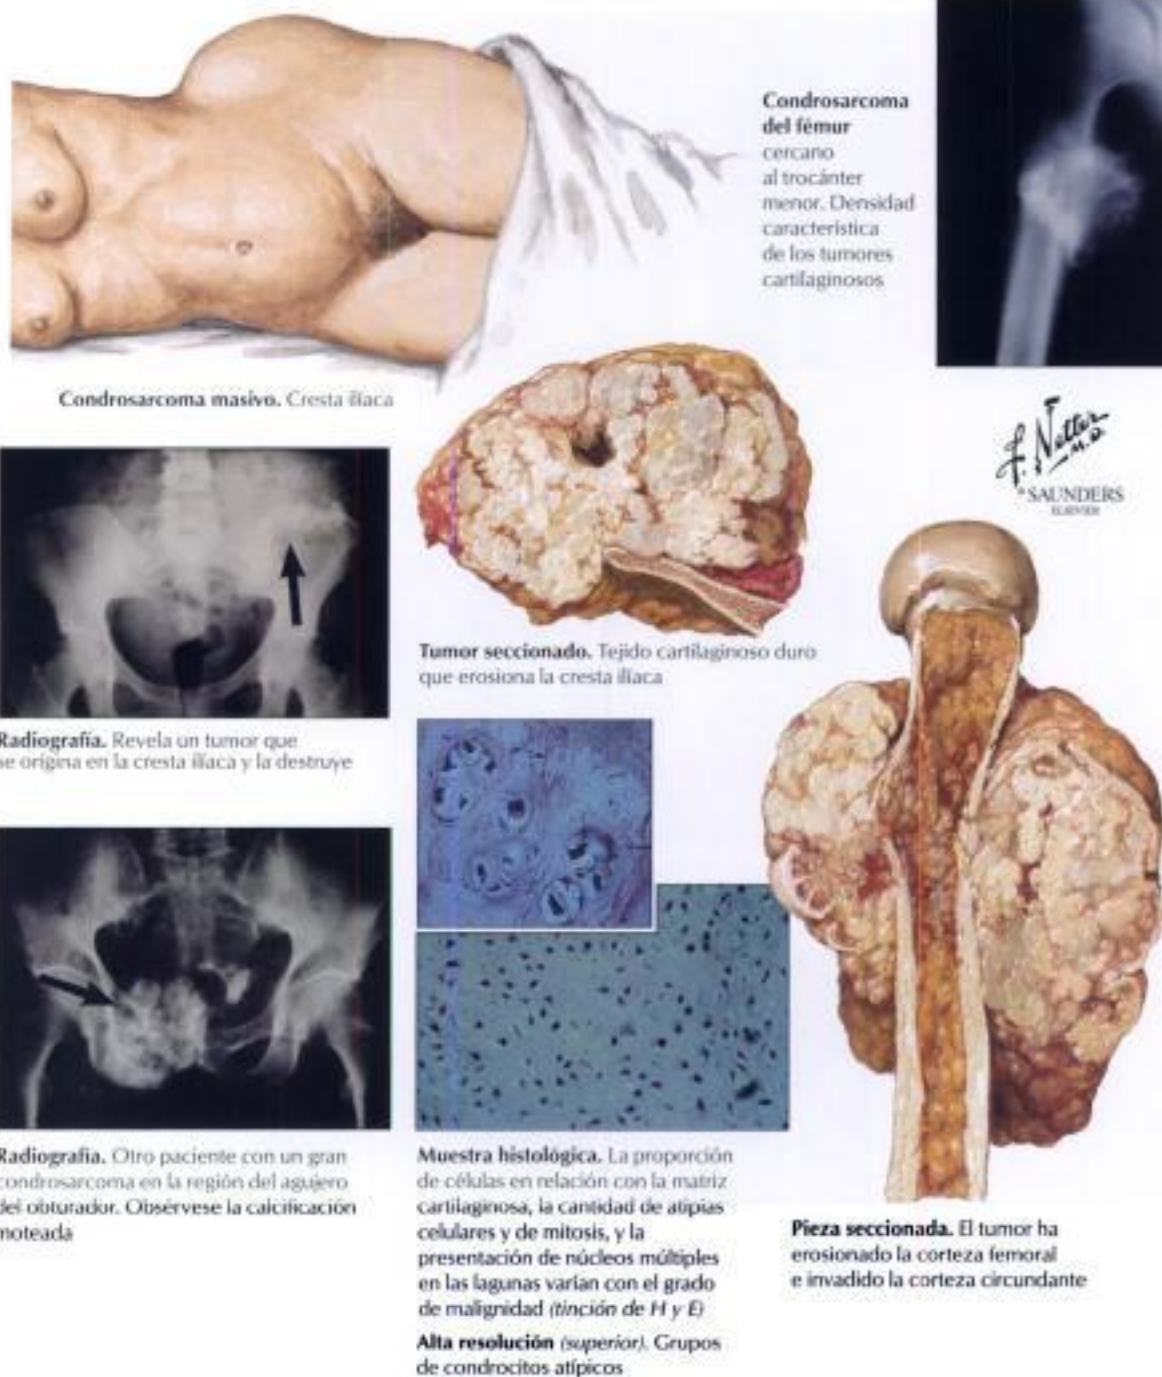 Condrosarcoma
del fémur
cercano
al trocánter
menor. Densidad
característica
de los tumores
cartilaginosos
Condrosarcoma masivo. Cresta ilíaca
F. Netter
M.D.
SAUNDERS
ELSEVIER
Tumor seccionado. Tejido cartilaginoso duro
que erosiona la cresta ilíaca
Radiografía. Revela un tumor que
se origina en la cresta ilíaca y la destruye
Radiografía. Otro paciente con un gran
condrosarcoma en la región del agujero
del obturador. Obsérvese la calcificación
moteada
Muestra histológica. La proporción
de células en relación con la matriz
cartilaginosa, la cantidad de atipias
celulares y de mitosis, y la
presentación de núcleos múltiples
en las lagunas varían con el grado
de malignidad (tinción de H y E)
Alta resolución (superior). Grupos
de condrocitos atípicos
Pieza seccionada. El tumor ha
erosionado la corteza femoral
e invadido la corteza circundante